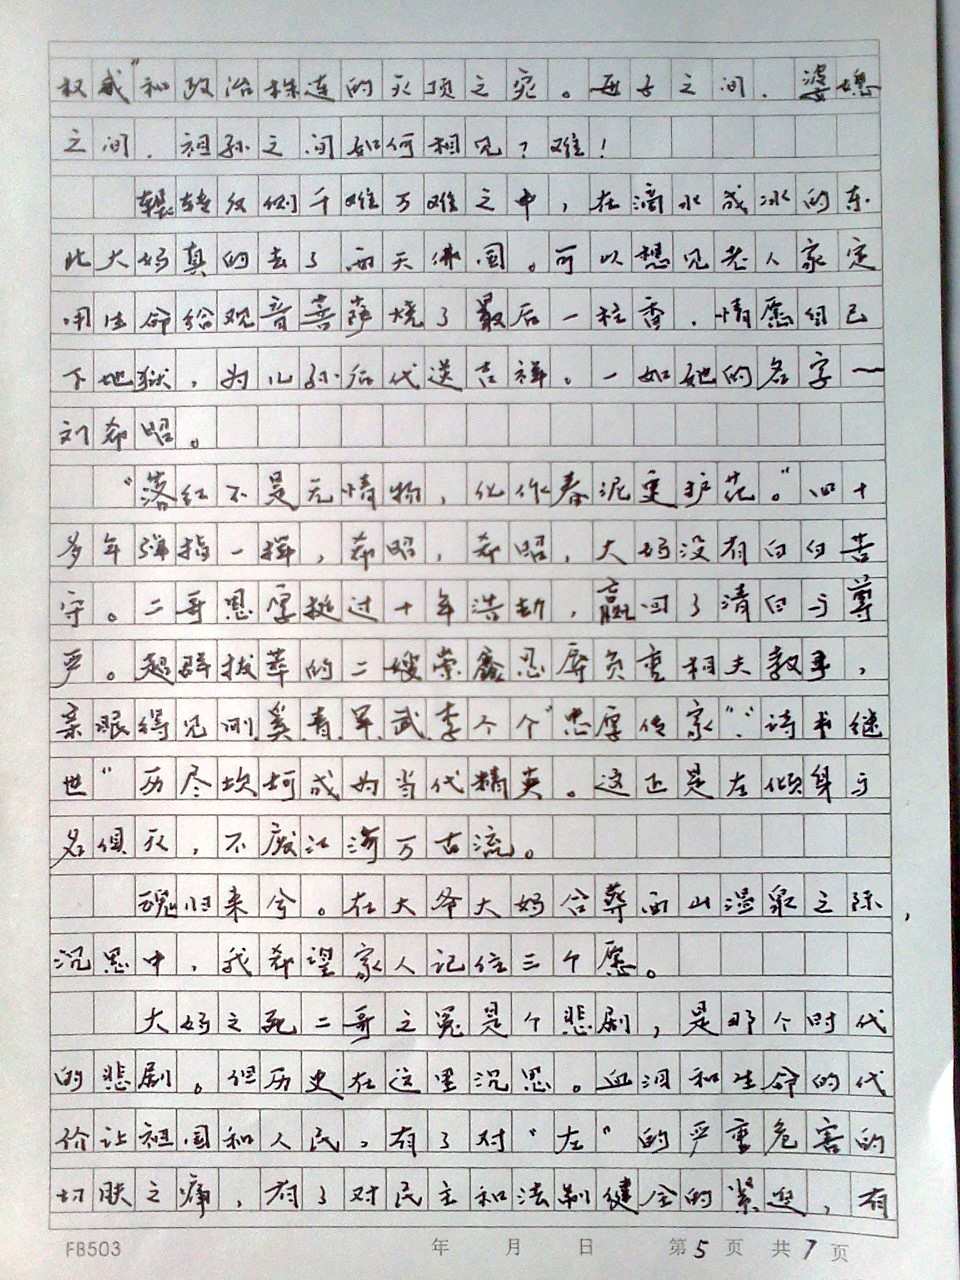 权威"和政治株连的灭顶之冤。母子之间．婆媳
之间．祖孙之间如何相见？难！
辗转反侧千难万难之中，在滴水成冰的东
北大妈真的去了西天佛国。可以想见老人家定
用生命给观音菩萨烧了最后一柱香．情愿自己
下地狱，为儿孙后代送吉祥。一如她的名字—
刘希昭。
"落红不是无情物，化作春泥更护花。"四十
多年弹指一挥，希昭，希昭，大妈没有白白苦
守。二哥恩厚挺过十年浩劫，赢回了清白与尊
严。超群拔萃的二嫂崇鑫忍辱负重相夫教子，
亲眼得见刚．奚．青．军．武．李个个"忠厚传家"．"诗书继
世"历尽坎坷成为当代精英。这正是左倾身与
名俱灭，不废江河万古流。
魂归来兮。在大爷大妈合葬西山温泉之际，
沉思中，我希望家人记住三个愿。
大妈之死二哥之冤是个悲剧，是那个时代
的悲剧。但历史在这里沉思。血泪和生命的代
价让祖国和人民，有了对"左"的严重危害的
切肤之痛，有了对民主和法制健全的紧迫，有
FB503 年 月 日 第5页 共7页